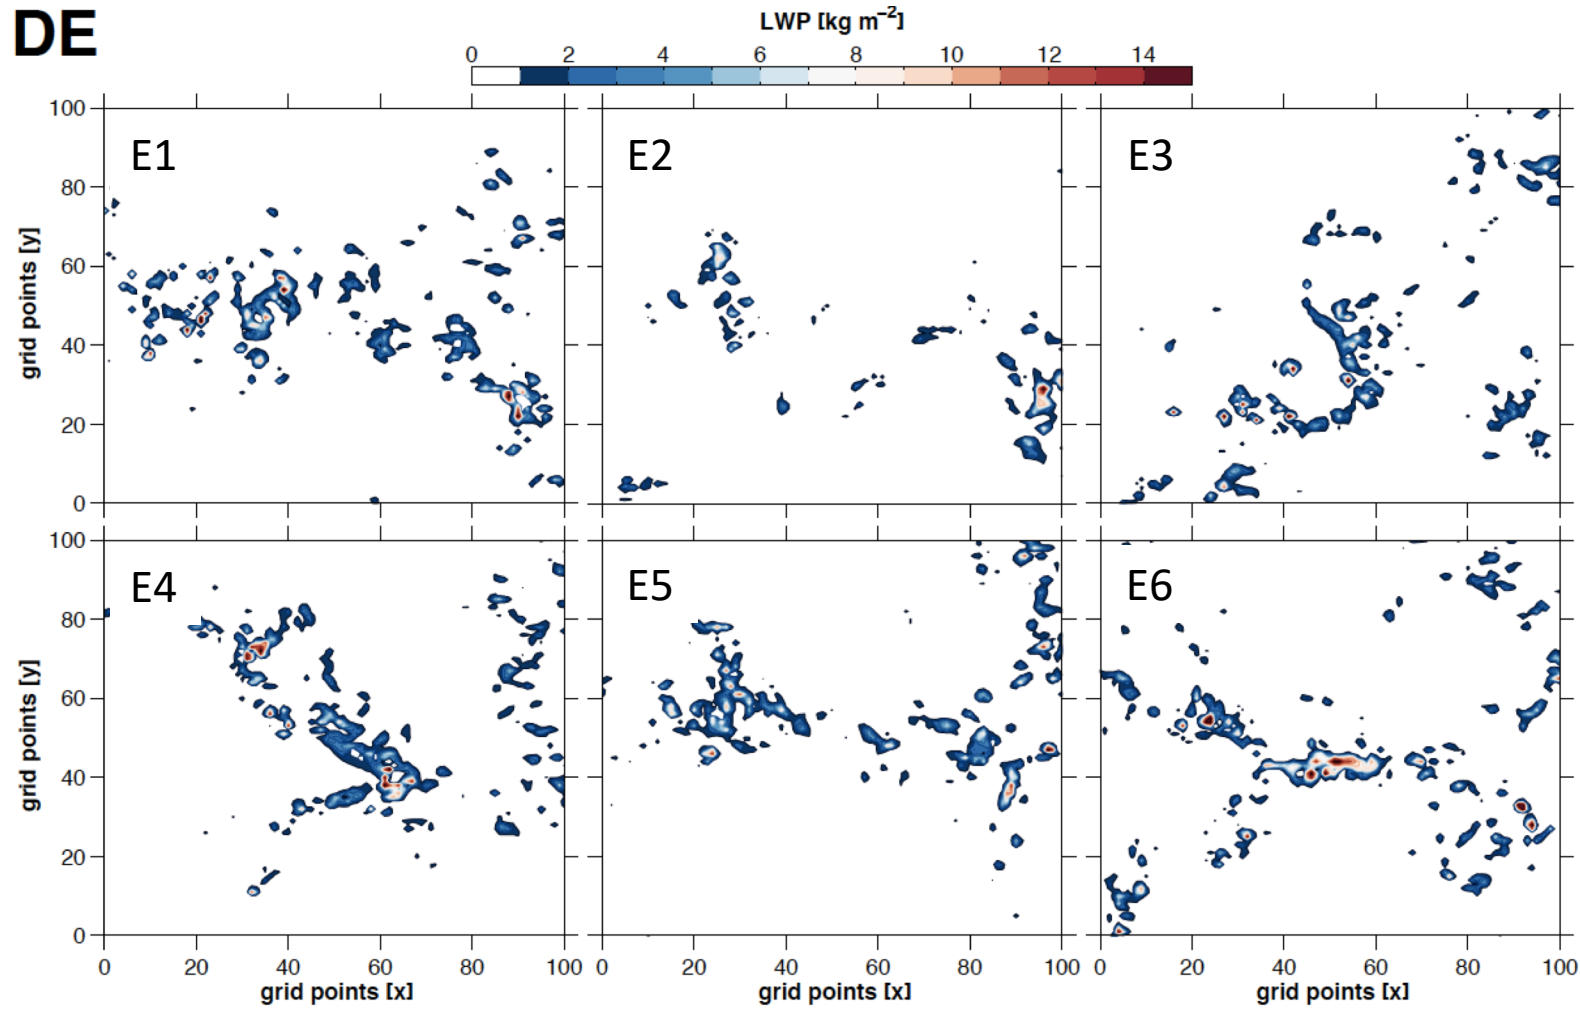 DE
LWP [kg m⁻²]
0 2 4 6 8 10 12 14
100
80
60
40
20
0
grid points [y]
E1
E2
E3
100
80
60
40
20
0
grid points [y]
E4
E5
E6
0 20 40 60 80 100
0 20 40 60 80 100
0 20 40 60 80 100
grid points [x]
grid points [x]
grid points [x]